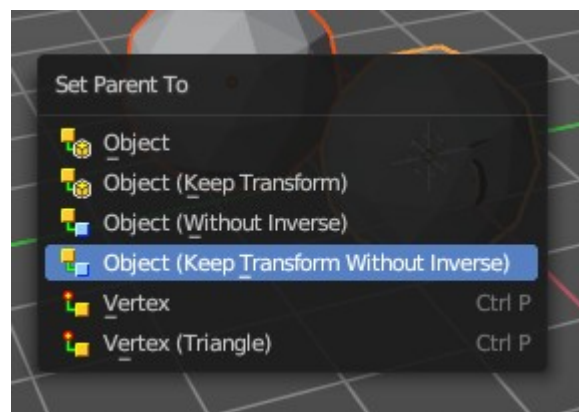 Set Parent To
Object
Object (Keep Transform)
Object (Without Inverse)
Object (Keep Transform Without Inverse)
Vertex Ctrl P
Vertex (Triangle) Ctrl P